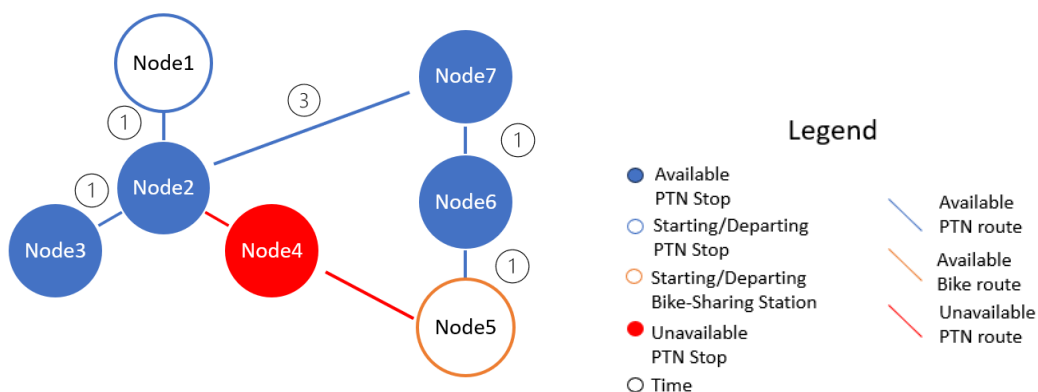 Node1
Node7
3
1
1
1
Node2
Node6
Node3
Node4
1
Node5
Legend
Available
PTN Stop
Starting/Departing
PTN Stop
Starting/Departing
Bike-Sharing Station
Unavailable
PTN Stop
Time
Available
PTN route
Available
Bike route
Unavailable
PTN route